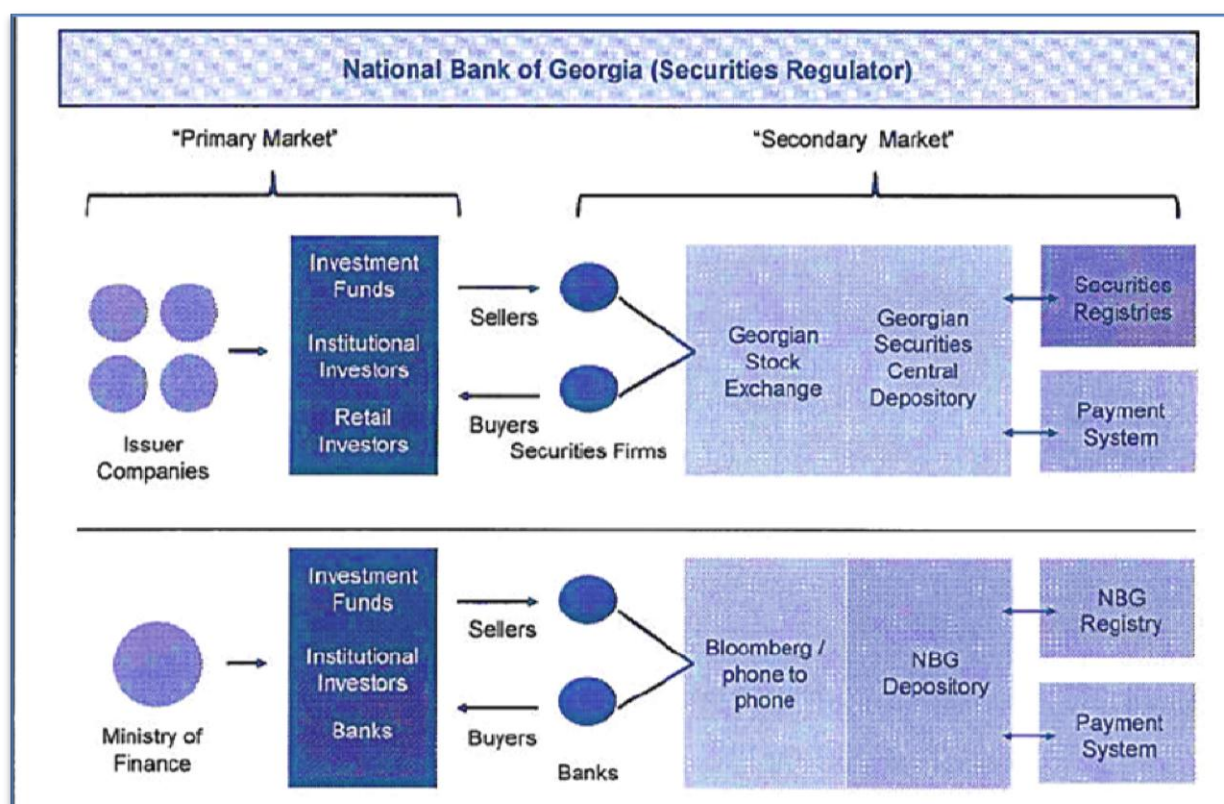 National Bank of Georgia (Securities Regulator)
"Primary Market"
"Secondary Market"
Issuer
Companies
Investment
Funds
Institutional
Investors
Retail
Investors
Sellers
Buyers
Securities Firms
Georgian
Stock
Exchange
Georgian
Securities
Central
Depository
Securities
Registries
Payment
System
Ministry of
Finance
Investment
Funds
Institutional
Investors
Banks
Sellers
Buyers
Banks
Bloomberg /
phone to
phone
NBG
Depository
NBG
Registry
Payment
System